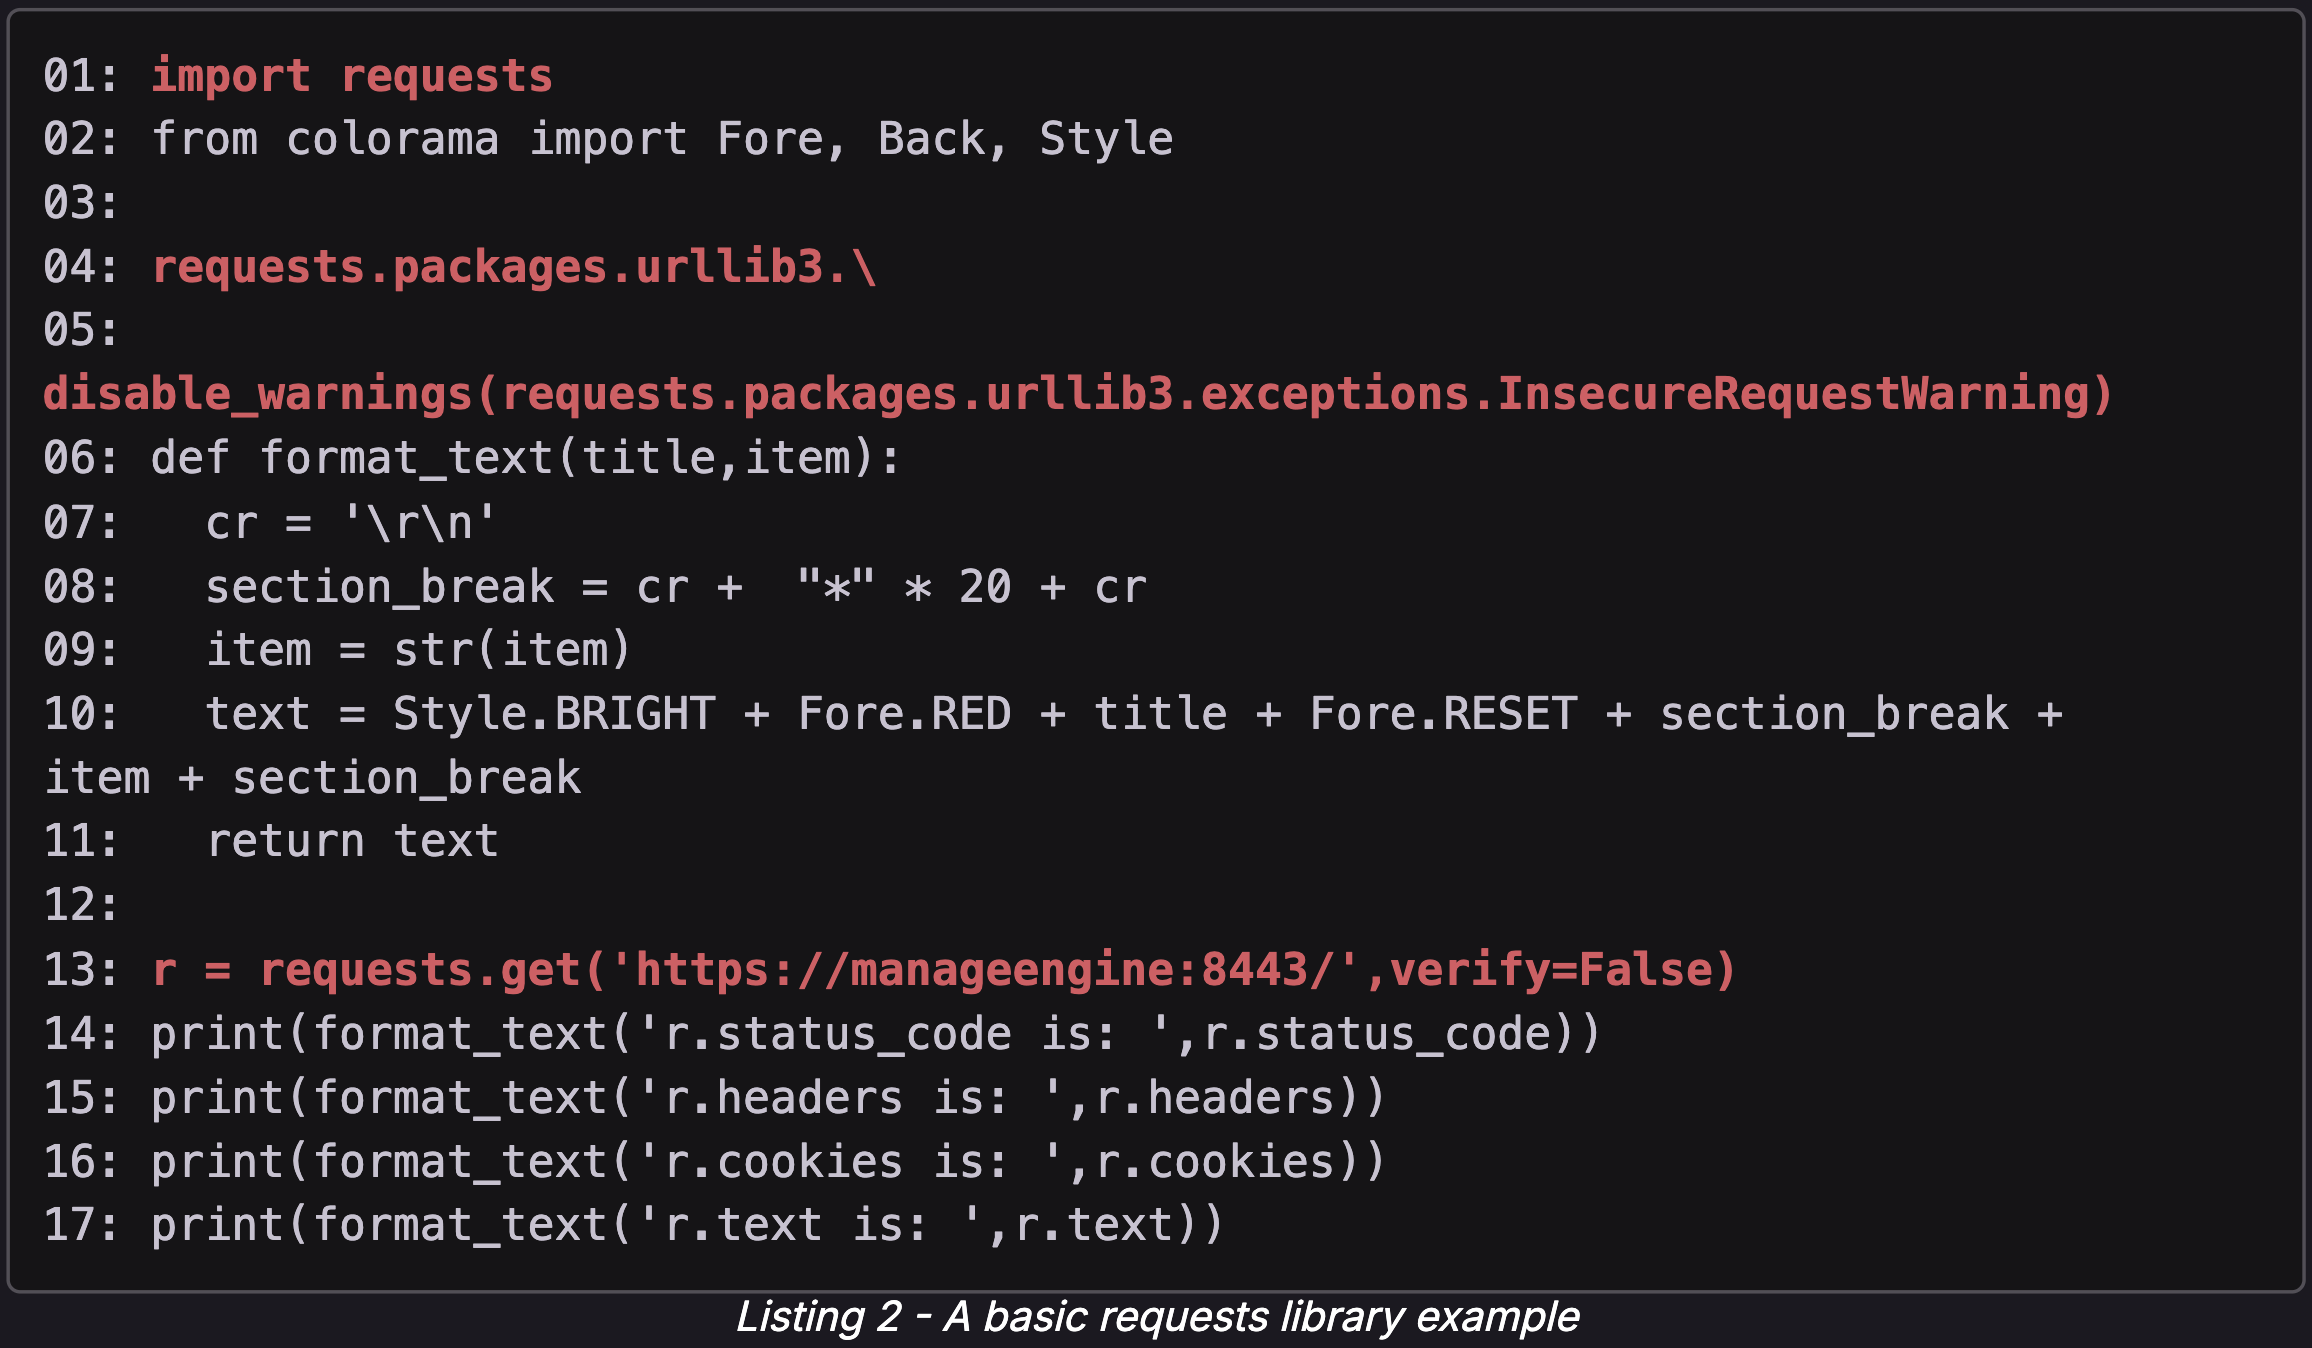 01: import requests
02: from colorama import Fore, Back, Style
03:
04: requests.packages.urllib3.\
05:
disable_warnings(requests.packages.urllib3.exceptions.InsecureRequestWarning)
06: def format_text(title,item):
07:   cr = '\r\n'
08:   section_break = cr +  "*" * 20 + cr
09:   item = str(item)
10:   text = Style.BRIGHT + Fore.RED + title + Fore.RESET + section_break +
item + section_break
11:   return text
12:
13: r = requests.get('https://manageengine:8443/',verify=False)
14: print(format_text('r.status_code is: ',r.status_code))
15: print(format_text('r.headers is: ',r.headers))
16: print(format_text('r.cookies is: ',r.cookies))
17: print(format_text('r.text is: ',r.text))
Listing 2 - A basic requests library example